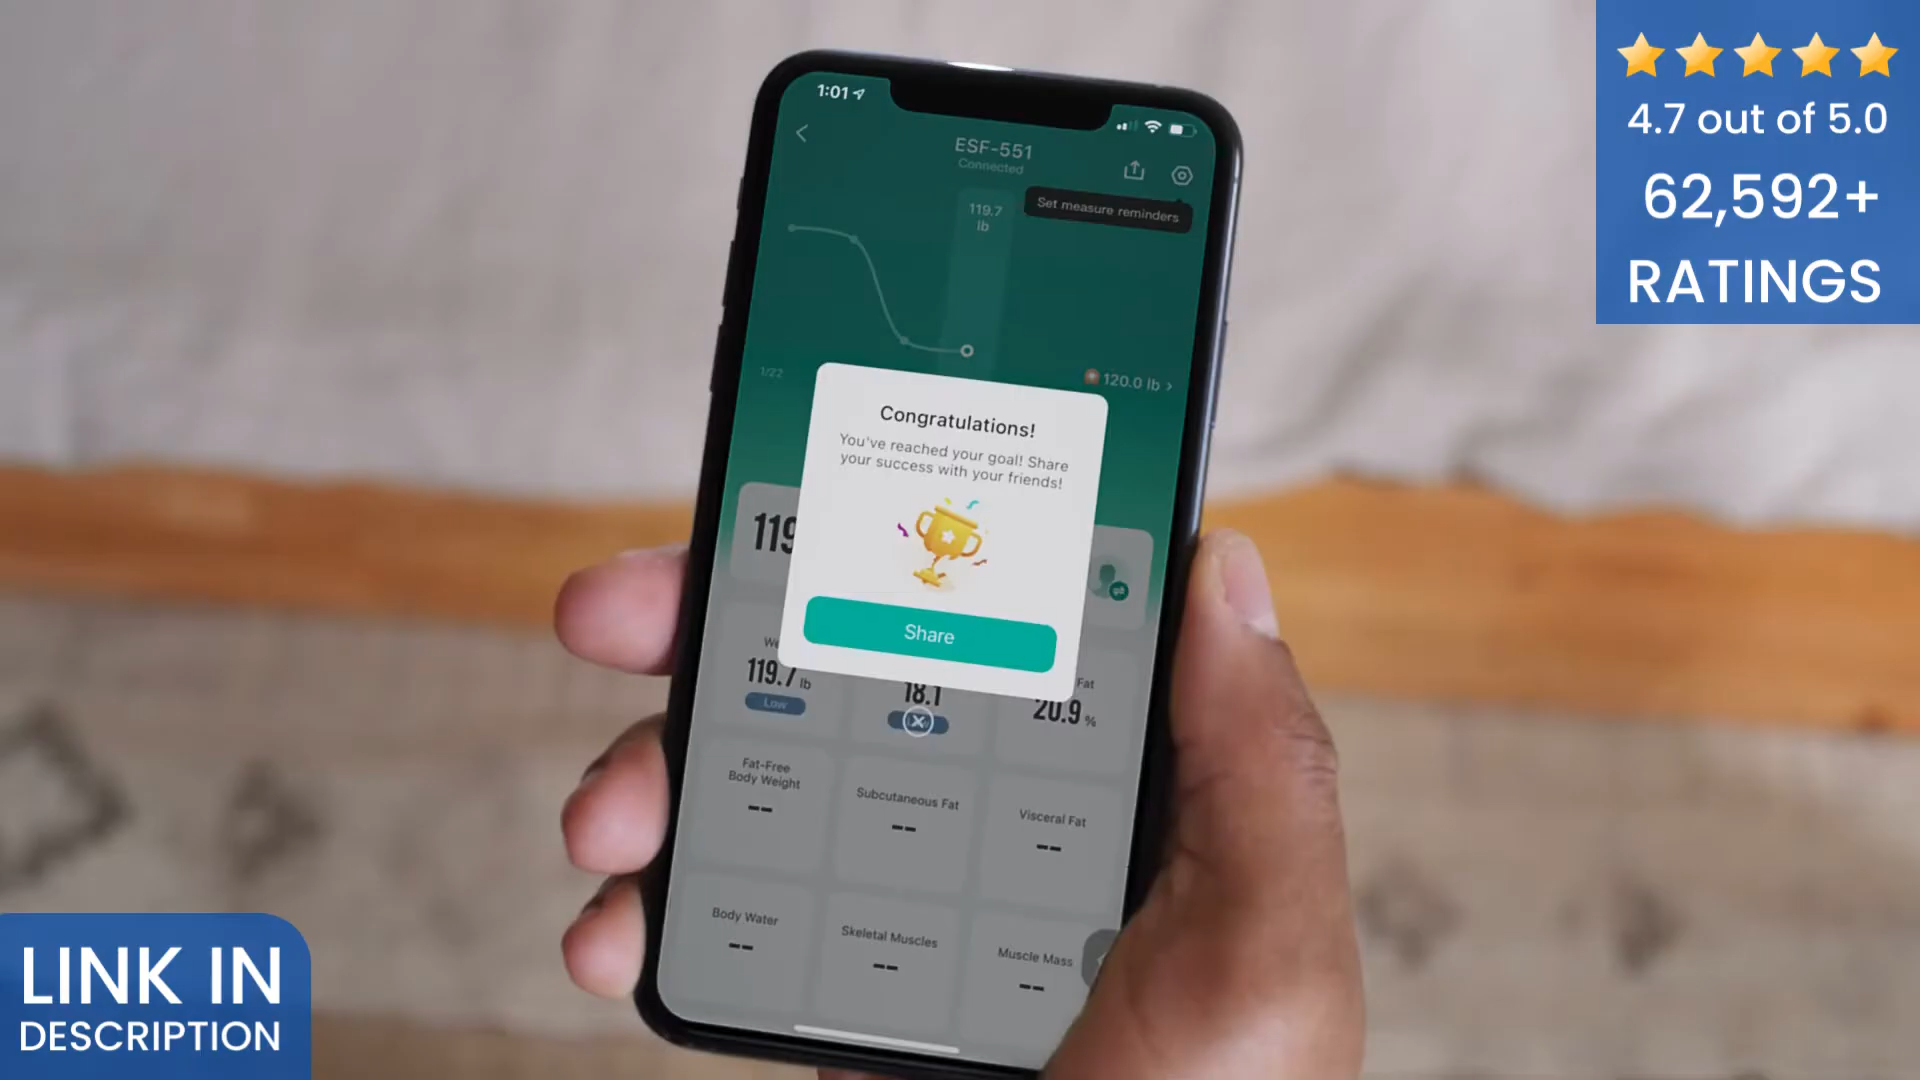 4.7 out of 5.0
62,592+
RATINGS
1:01
ESF-551
Connected
Set measure reminders
119.7
lb
1/22
120.0 lb
Congratulations!
You've reached your goal! Share
your success with your friends!
Share
119
119.7 lb
Low
18.1
Fat
20.9 %
Fat-Free
Body Weight
--
Subcutaneous Fat
--
Visceral Fat
--
Body Water
--
Skeletal Muscles
--
Muscle Mass
--
LINK IN
DESCRIPTION